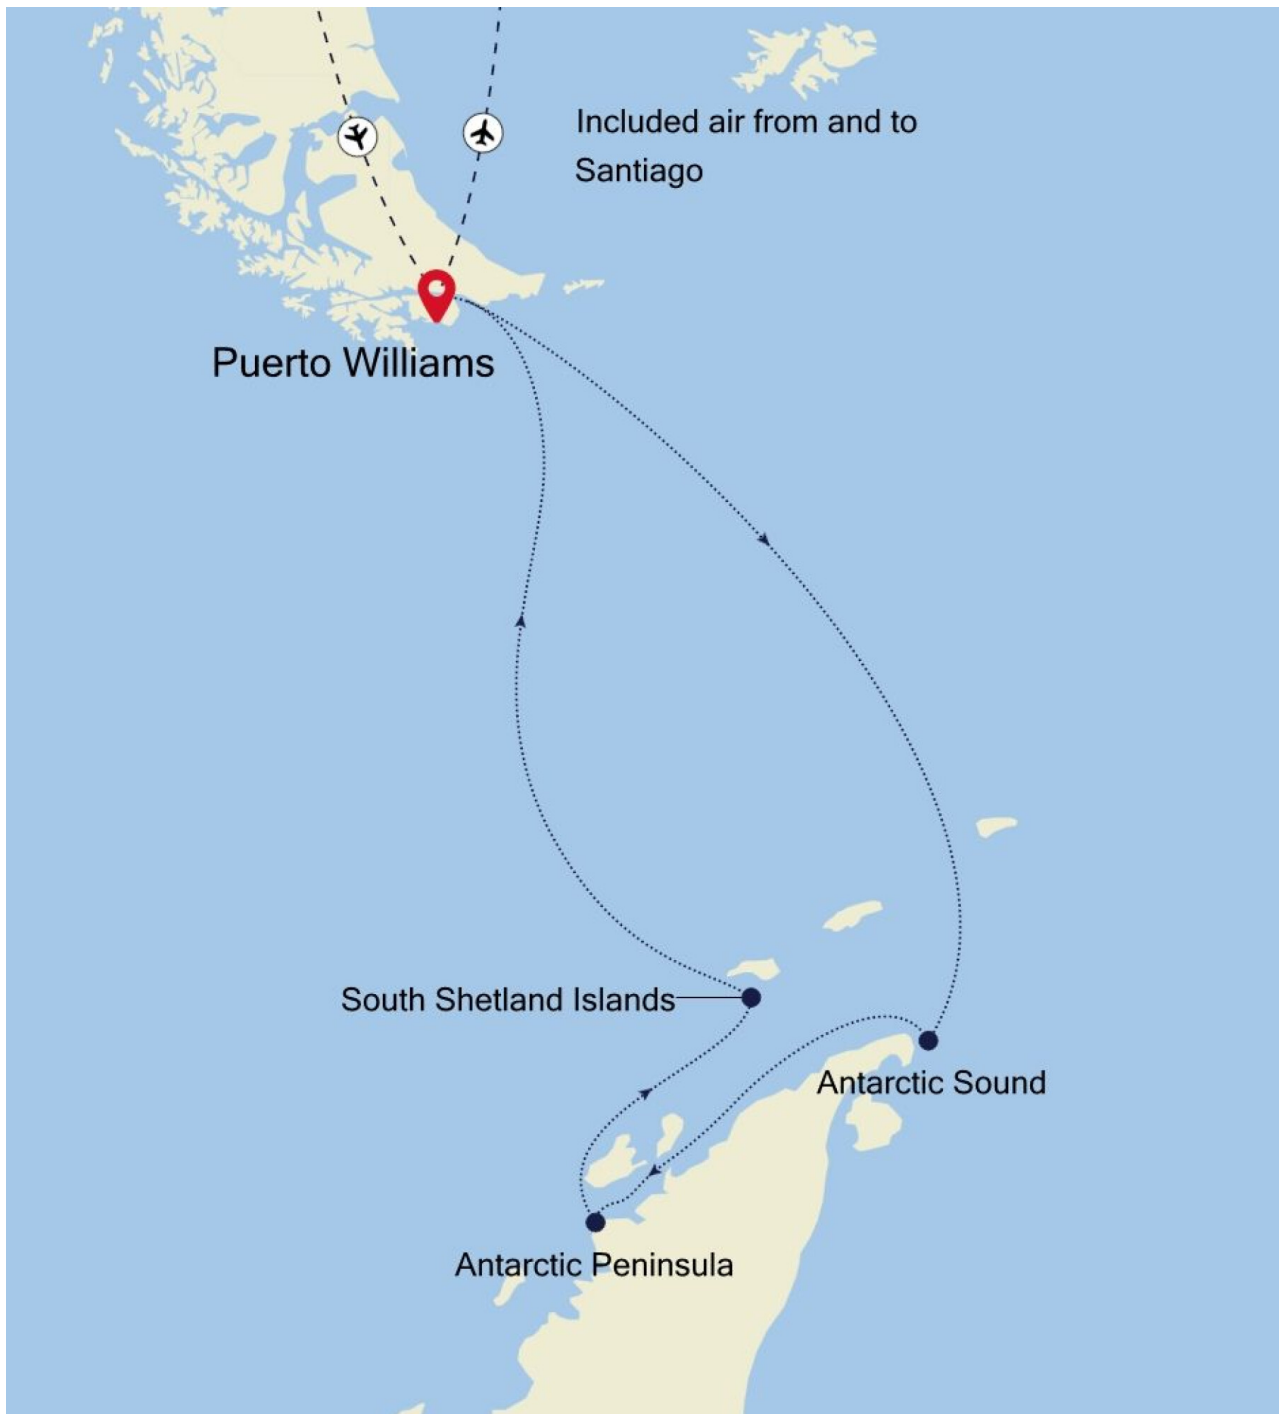 Included air from and to
Santiago
Puerto Williams
South Shetland Islands
Antarctic Sound
Antarctic Peninsula